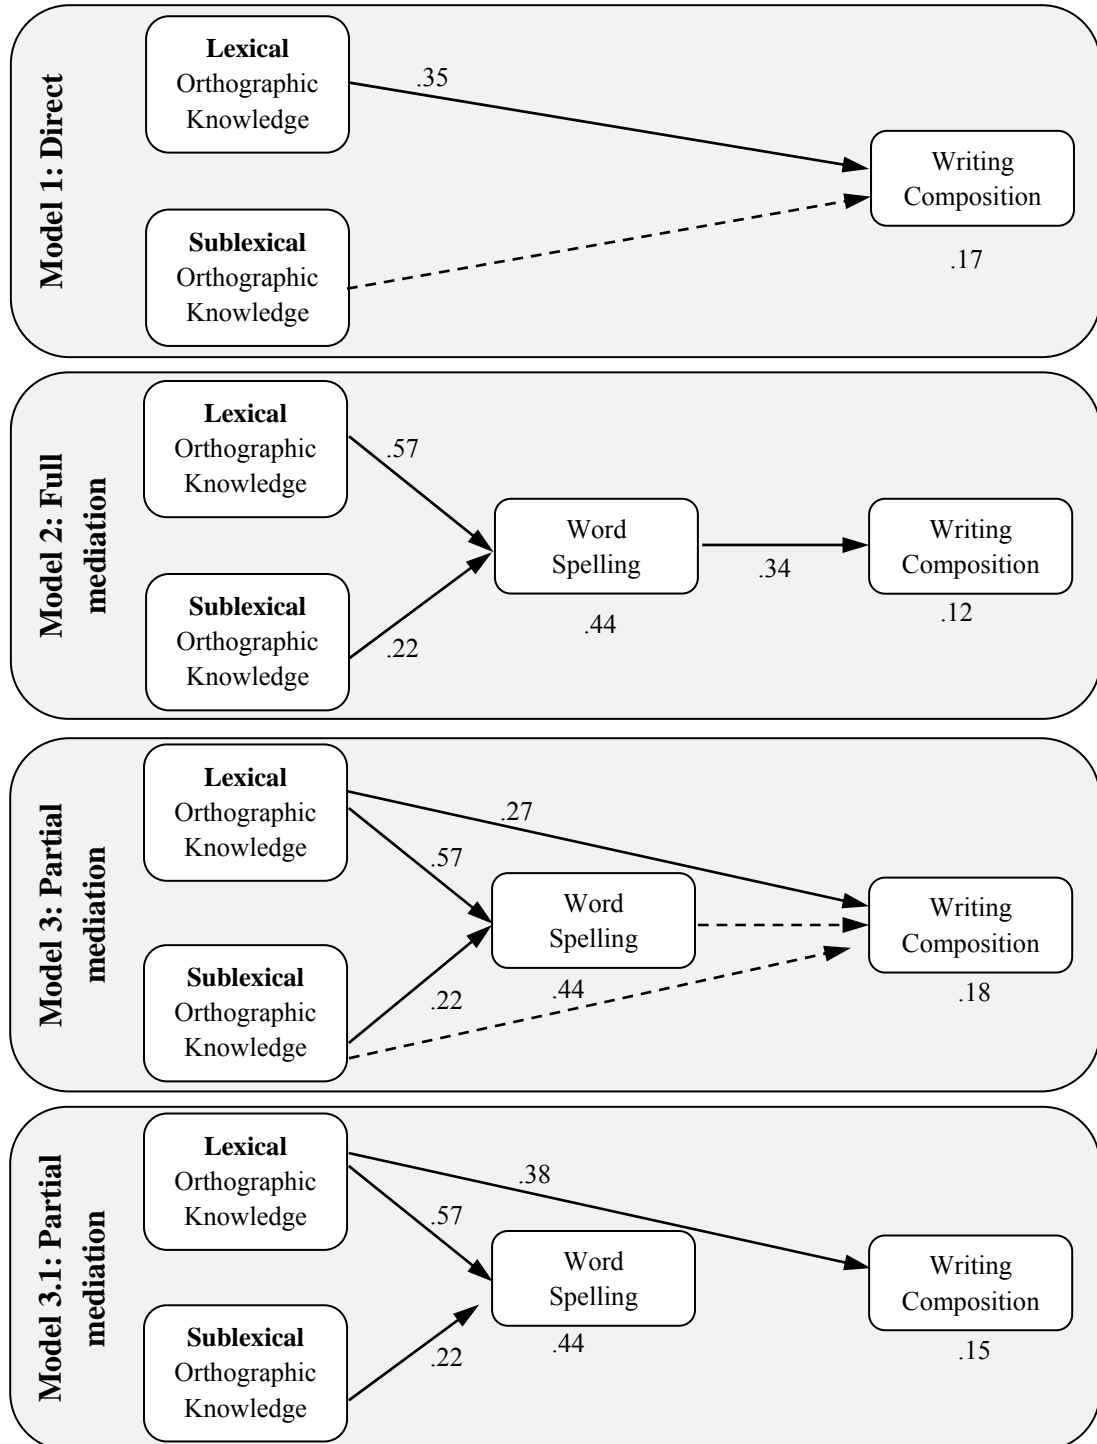 Model 1: Direct
Lexical
Orthographic
Knowledge
.35
Writing
Composition
.17
Sublexical
Orthographic
Knowledge
Model 2: Full
mediation
Lexical
Orthographic
Knowledge
.57
Word
Spelling
.44
.34
Writing
Composition
.12
Sublexical
Orthographic
Knowledge
.22
Model 3: Partial
mediation
Lexical
Orthographic
Knowledge
.27
.57
Word
Spelling
.44
Writing
Composition
.18
Sublexical
Orthographic
Knowledge
.22
Model 3.1: Partial
mediation
Lexical
Orthographic
Knowledge
.38
.57
Word
Spelling
.44
Writing
Composition
.15
Sublexical
Orthographic
Knowledge
.22